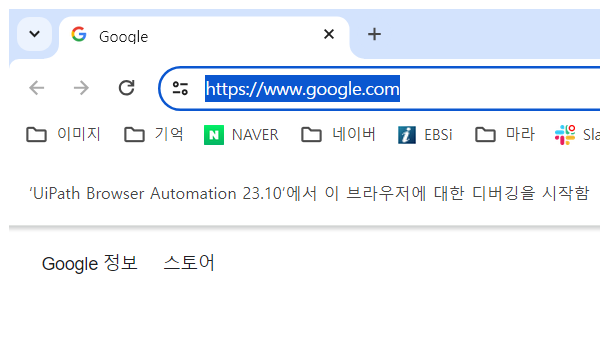 Google
https://www.google.com
이미지 기억 NAVER 네이버 EBSi 마라 Sla
'UiPath Browser Automation 23.10'에서 이 브라우저에 대한 디버깅을 시작함
Google 정보 스토어